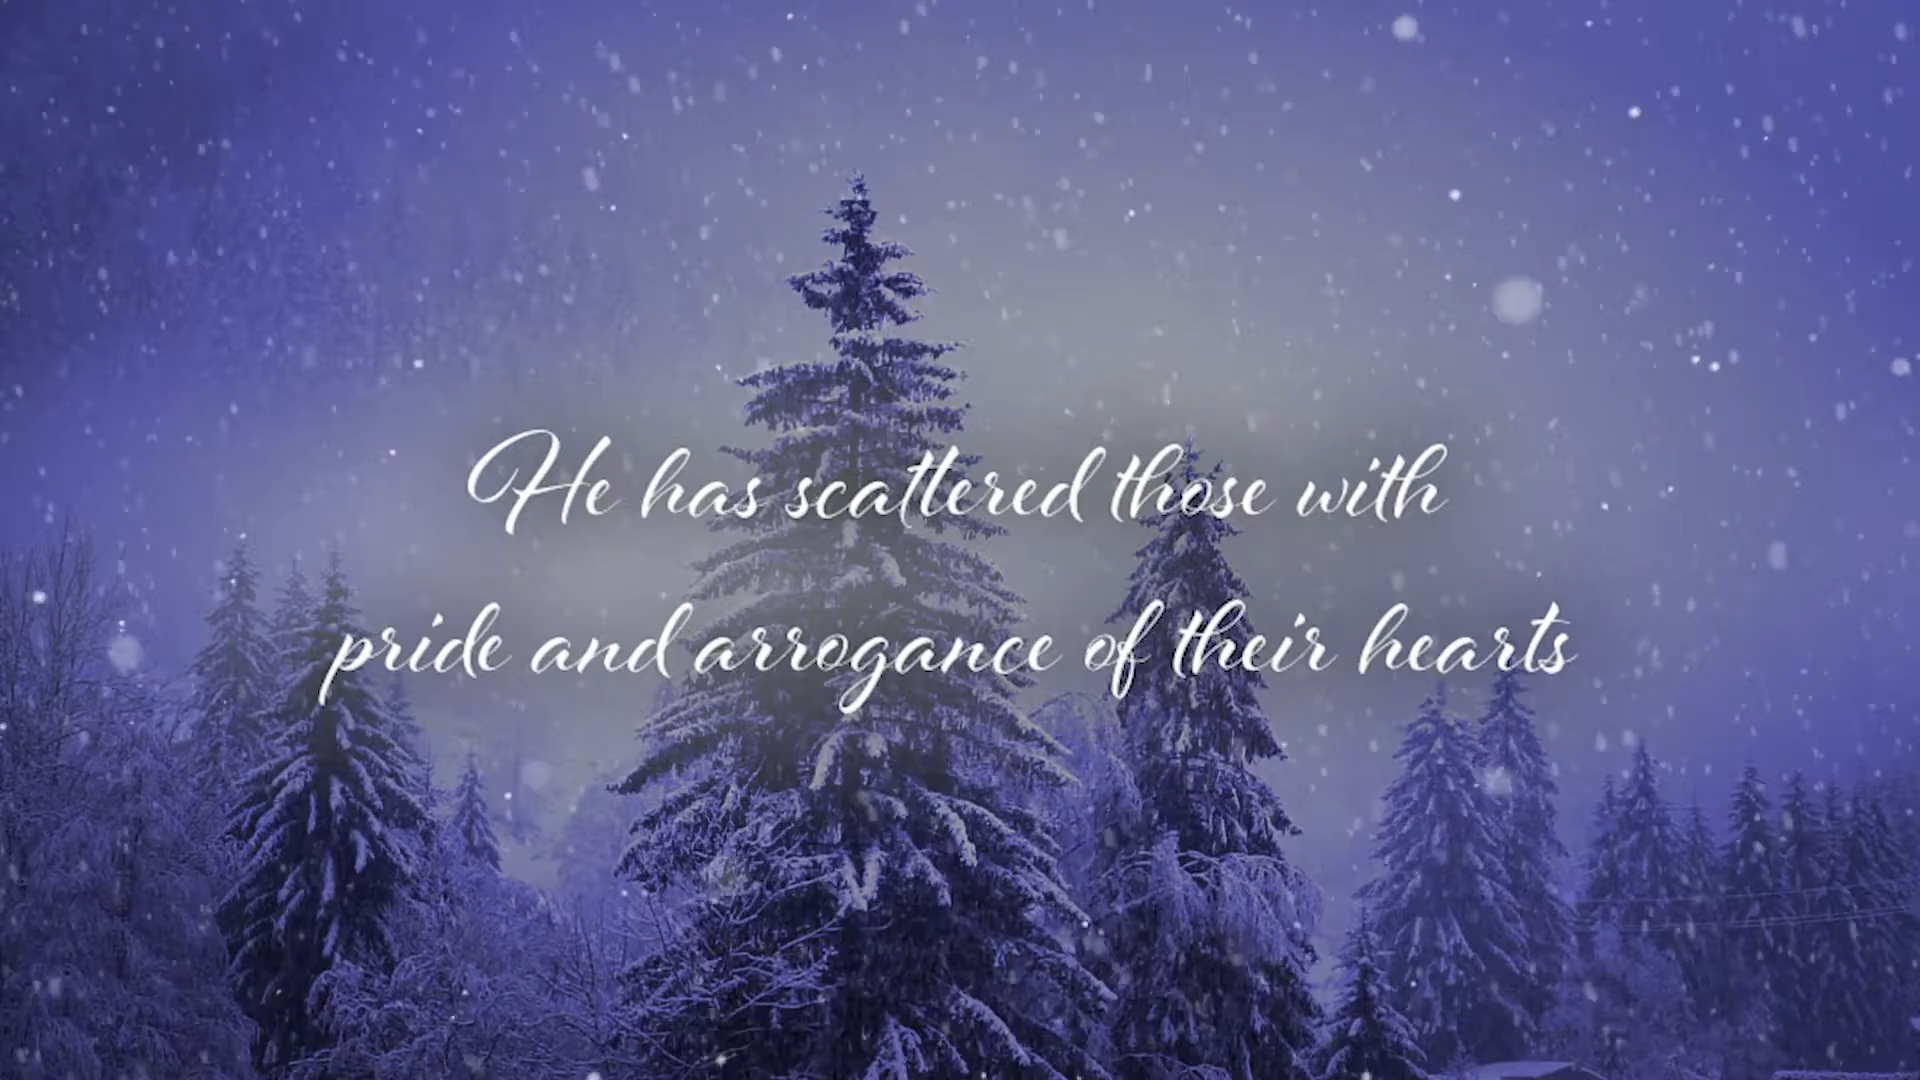 He has scattered those with
pride and arrogance of their hearts